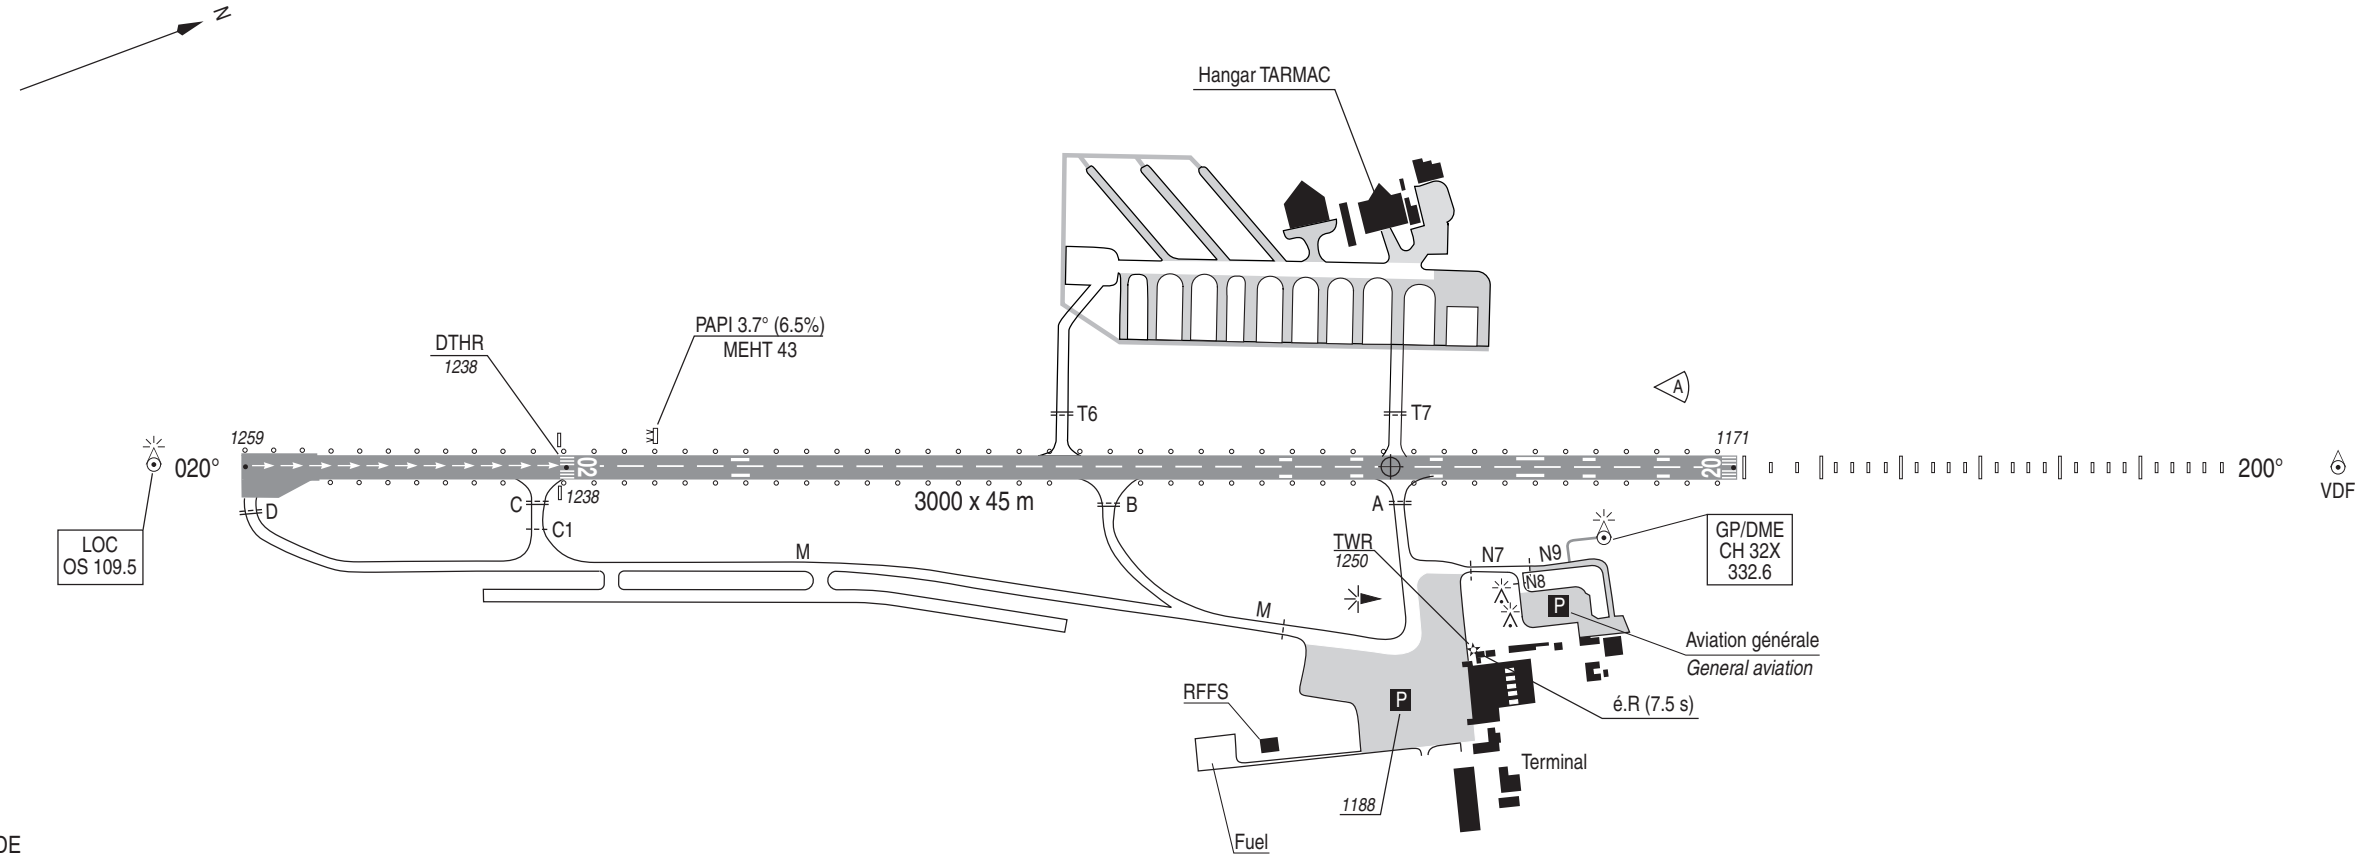 N
Hangar TARMAC
PAPI 3.7° (6.5%)
MEHT 43
DTHR
1238
T6
T7
A
1259
1171
020°
02
20
200°
VDF
LOC
OS 109.5
D
C
C1
1238
3000 x 45 m
B
A
M
M
TWR
1250
N7
N9
N8
GP/DME
CH 32X
332.6
P
Aviation générale
General aviation
é.R (7.5 s)
RFFS
P
Terminal
1188
Fuel
DE